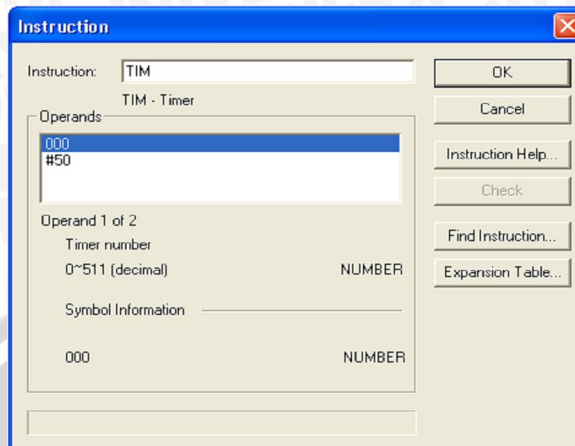 Instruction
Instruction: TIM
OK
TIM - Timer
Cancel
Operands
000
#50
Instruction Help...
Check
Operand 1 of 2
Timer number
Find Instruction...
0~511 (decimal) NUMBER
Expansion Table...
Symbol Information
000 NUMBER